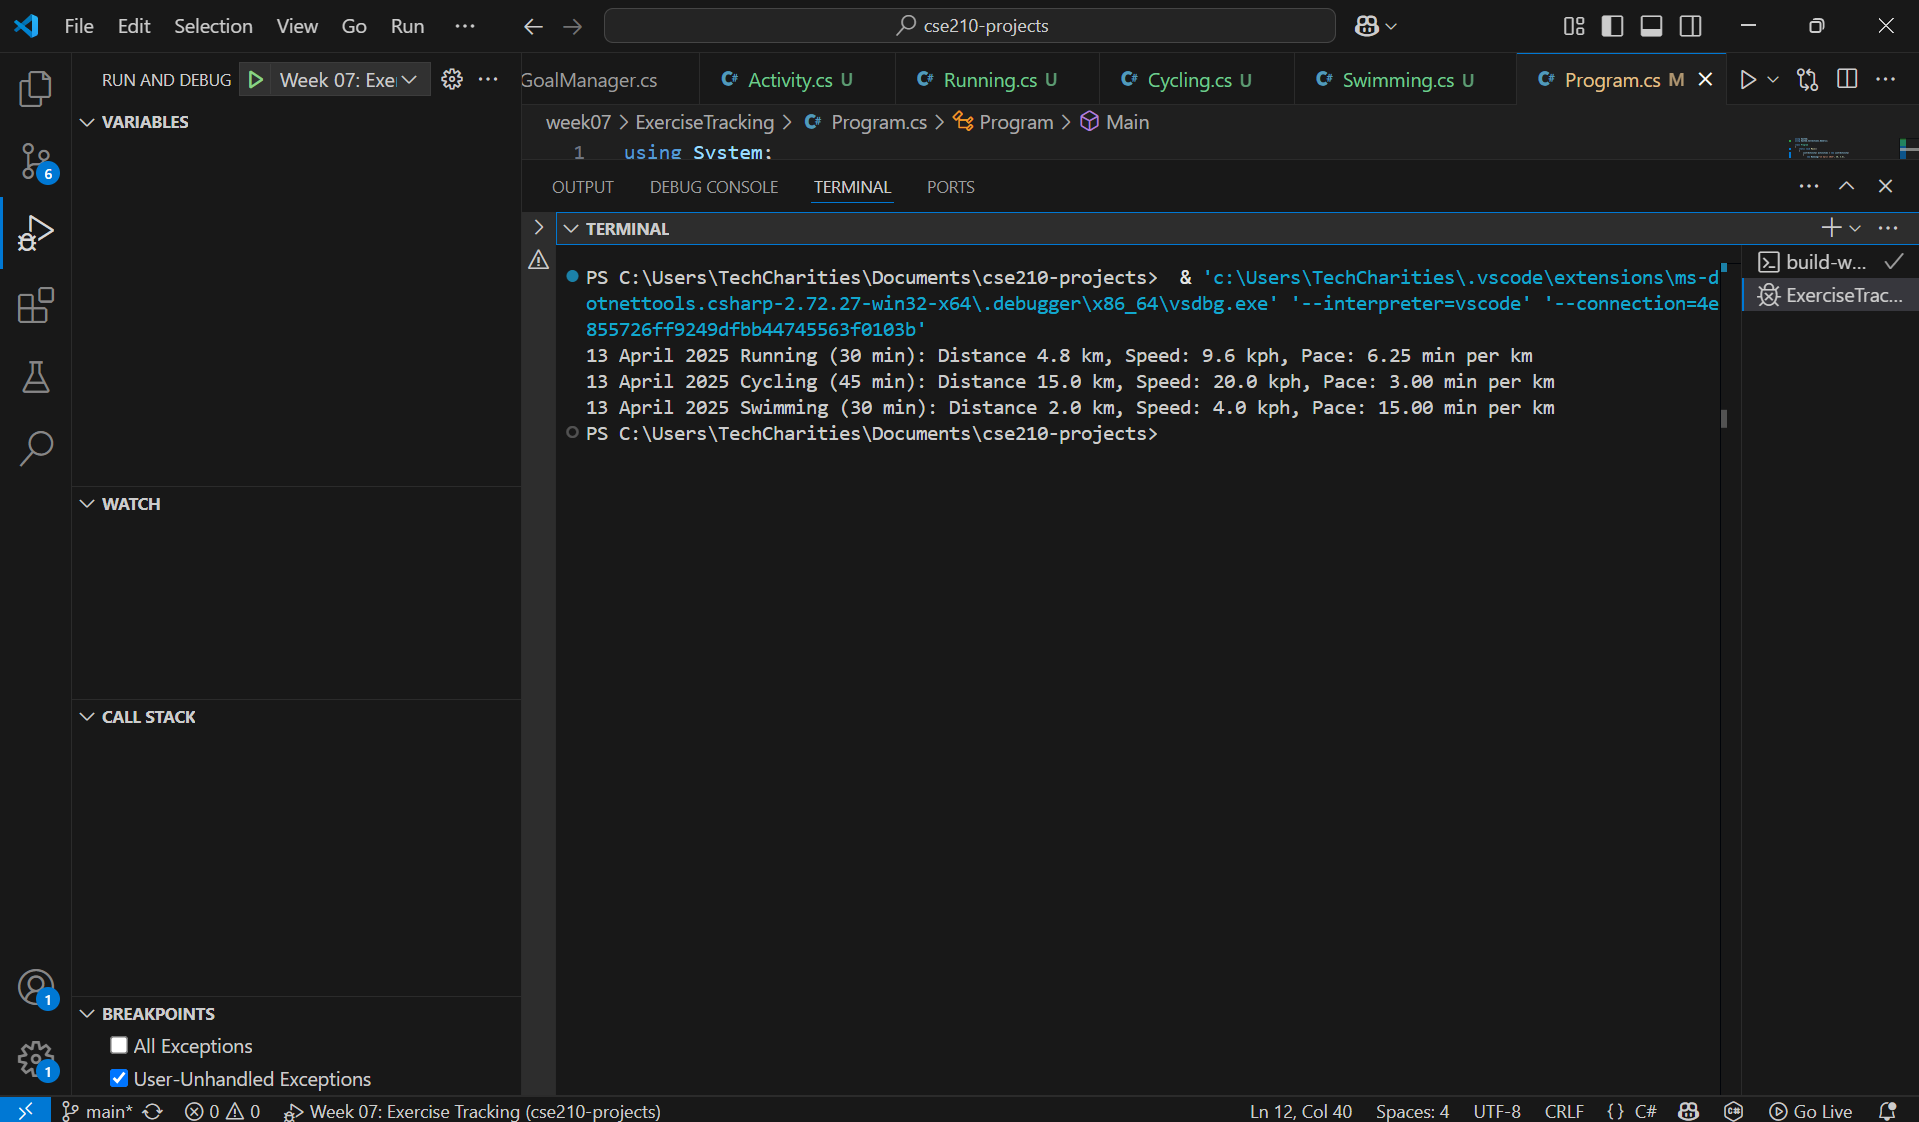 File Edit Selection View Go Run ··· cse210-projects
RUN AND DEBUG Week 07: Exe ··· GoalManager.cs C# Activity.cs U C# Running.cs U C# Cycling.cs U C# Swimming.cs U C# Program.cs M
VARIABLES
week07 > ExerciseTracking > C# Program.cs > Program > Main
1 using System;
OUTPUT DEBUG CONSOLE TERMINAL PORTS
TERMINAL
PS C:\Users\TechCharities\Documents\cse210-projects>  & 'c:\Users\TechCharities\.vscode\extensions\ms-d
otnettools.csharp-2.72.27-win32-x64\.debugger\x86_64\vsdbg.exe' '--interpreter=vscode' '--connection=4e
855726ff9249dfbb44745563f0103b'
13 April 2025 Running (30 min): Distance 4.8 km, Speed: 9.6 kph, Pace: 6.25 min per km
13 April 2025 Cycling (45 min): Distance 15.0 km, Speed: 20.0 kph, Pace: 3.00 min per km
13 April 2025 Swimming (30 min): Distance 2.0 km, Speed: 4.0 kph, Pace: 15.00 min per km
PS C:\Users\TechCharities\Documents\cse210-projects>
build-w...
ExerciseTrac...
6
WATCH
CALL STACK
1
BREAKPOINTS
All Exceptions
1
User-Unhandled Exceptions
main* 0 0 Week 07: Exercise Tracking (cse210-projects) Ln 12, Col 40 Spaces: 4 UTF-8 CRLF {} C# Go Live